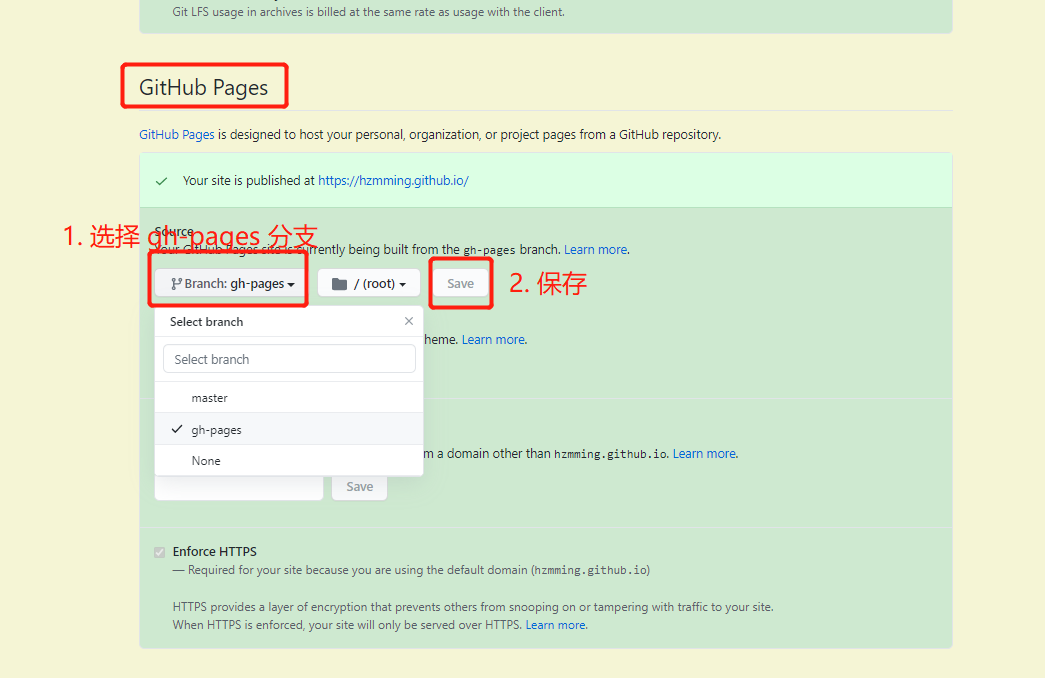 Git LFS usage in archives is billed at the same rate as usage with the client.
GitHub Pages
GitHub Pages is designed to host your personal, organization, or project pages from a GitHub repository.
Your site is published at https://hzmming.github.io/
Source
1. 选择 gh-pages 分支
Your GitHub Pages site is currently being built from the gh-pages branch. Learn more.
Branch: gh-pages
/ (root)
Save
2. 保存
Select branch
heme. Learn more.
Select branch
master
gh-pages
m a domain other than hzmming.github.io. Learn more.
None
Save
Enforce HTTPS
— Required for your site because you are using the default domain (hzmming.github.io)
HTTPS provides a layer of encryption that prevents others from snooping on or tampering with traffic to your site.
When HTTPS is enforced, your site will only be served over HTTPS. Learn more.